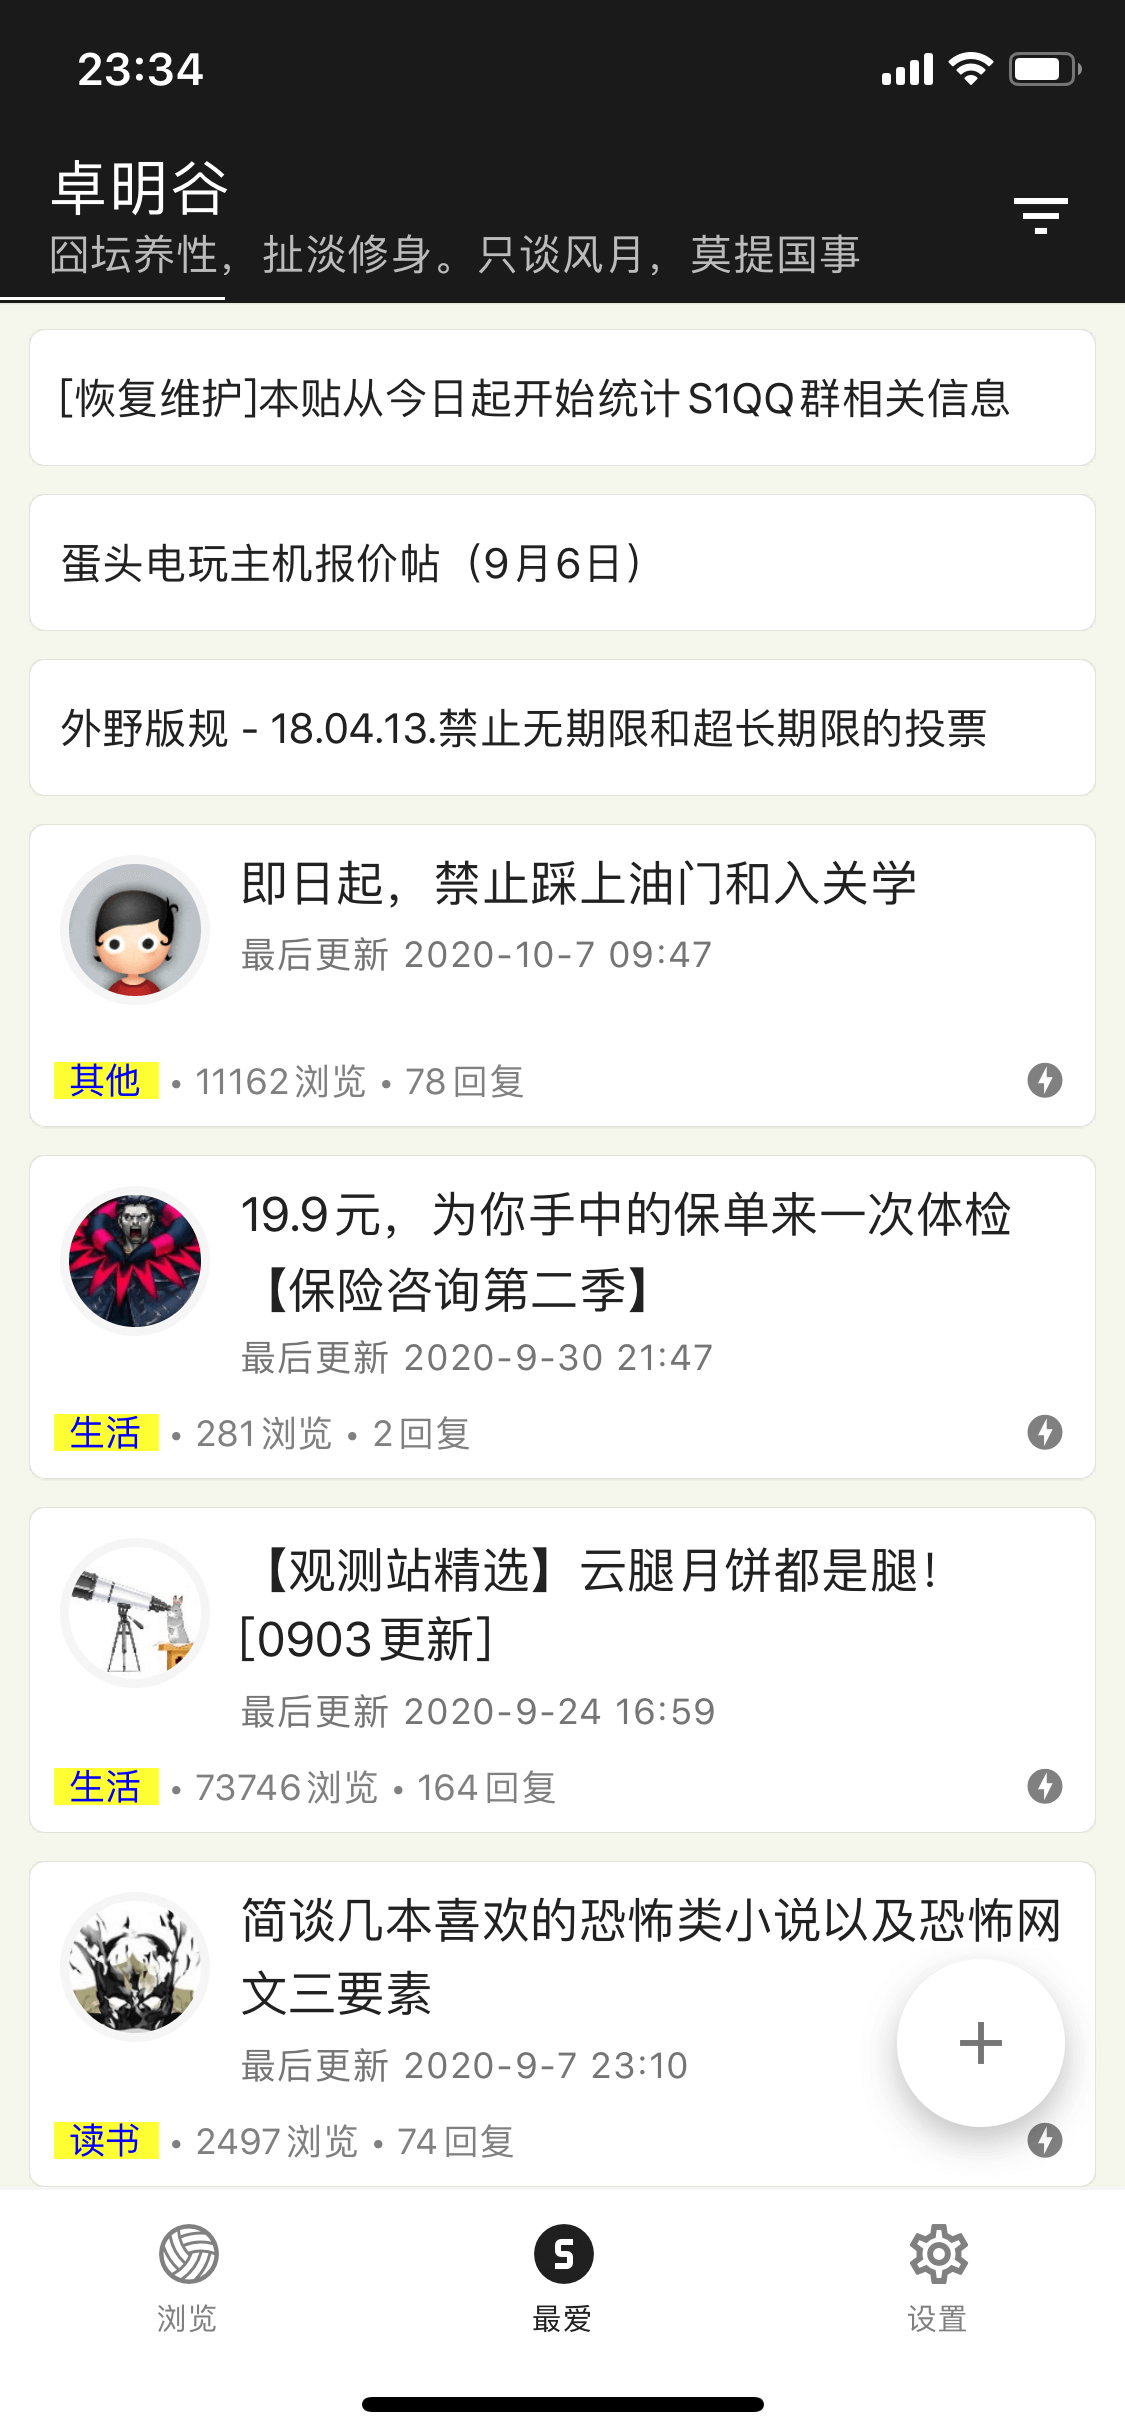 23:34
卓明谷
囧坛养性，扯淡修身。只谈风月，莫提国事
[恢复维护]本贴从今日起开始统计S1QQ群相关信息
蛋头电玩主机报价帖（9月6日）
外野版规 - 18.04.13.禁止无期限和超长期限的投票
即日起，禁止踩上油门和入关学
最后更新 2020-10-7 09:47
其他 • 11162浏览 • 78回复
19.9元，为你手中的保单来一次体检
【保险咨询第二季】
最后更新 2020-9-30 21:47
生活 • 281浏览 • 2回复
【观测站精选】云腿月饼都是腿！
[0903更新]
最后更新 2020-9-24 16:59
生活 • 73746浏览 • 164回复
简谈几本喜欢的恐怖类小说以及恐怖网
文三要素
最后更新 2020-9-7 23:10
读书 • 2497浏览 • 74回复
浏览
S
最爱
设置